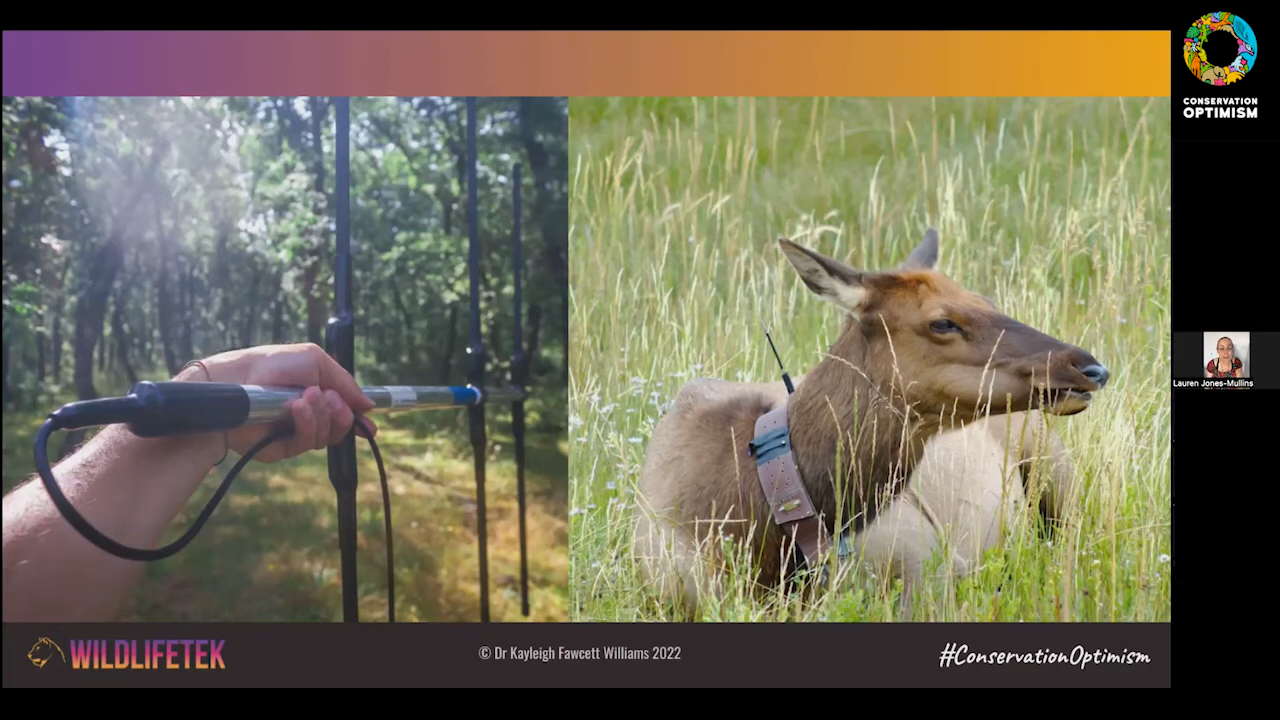 CONSERVATION
OPTIMISM
Lauren Jones-Mullins
WILDLIFETEK
© Dr Kayleigh Fawcett Williams 2022
#ConservationOptimism